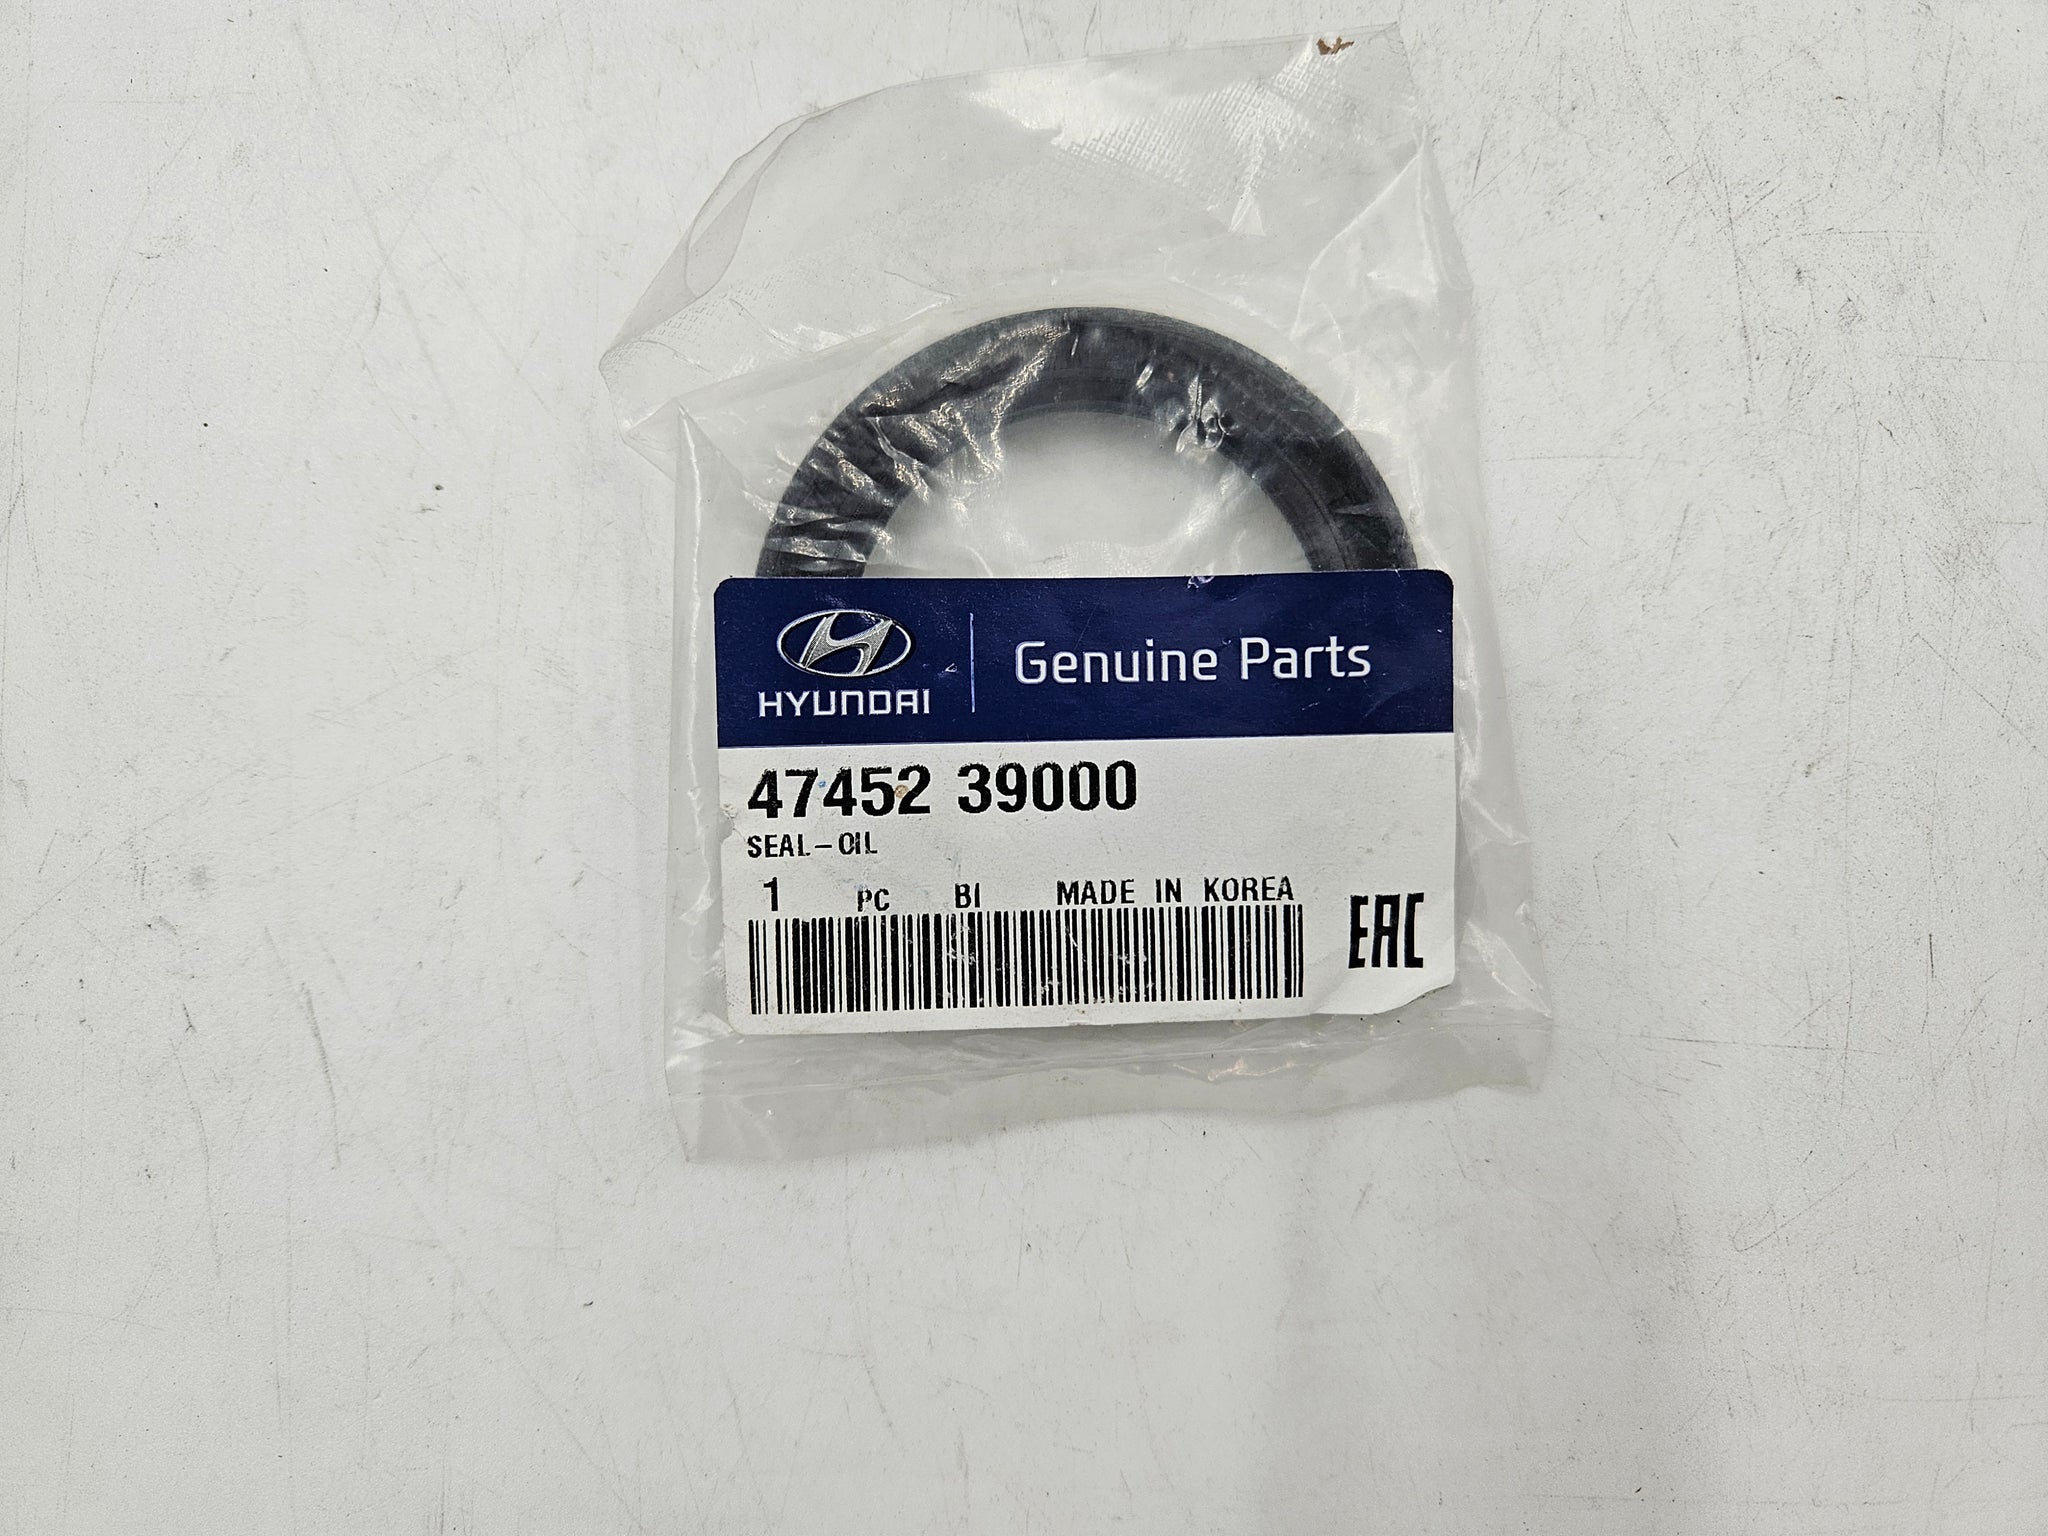 HYUNDAI
Genuine Parts
47452 39000
SEAL-OIL
1 PC BI MADE IN KOREA
EAC